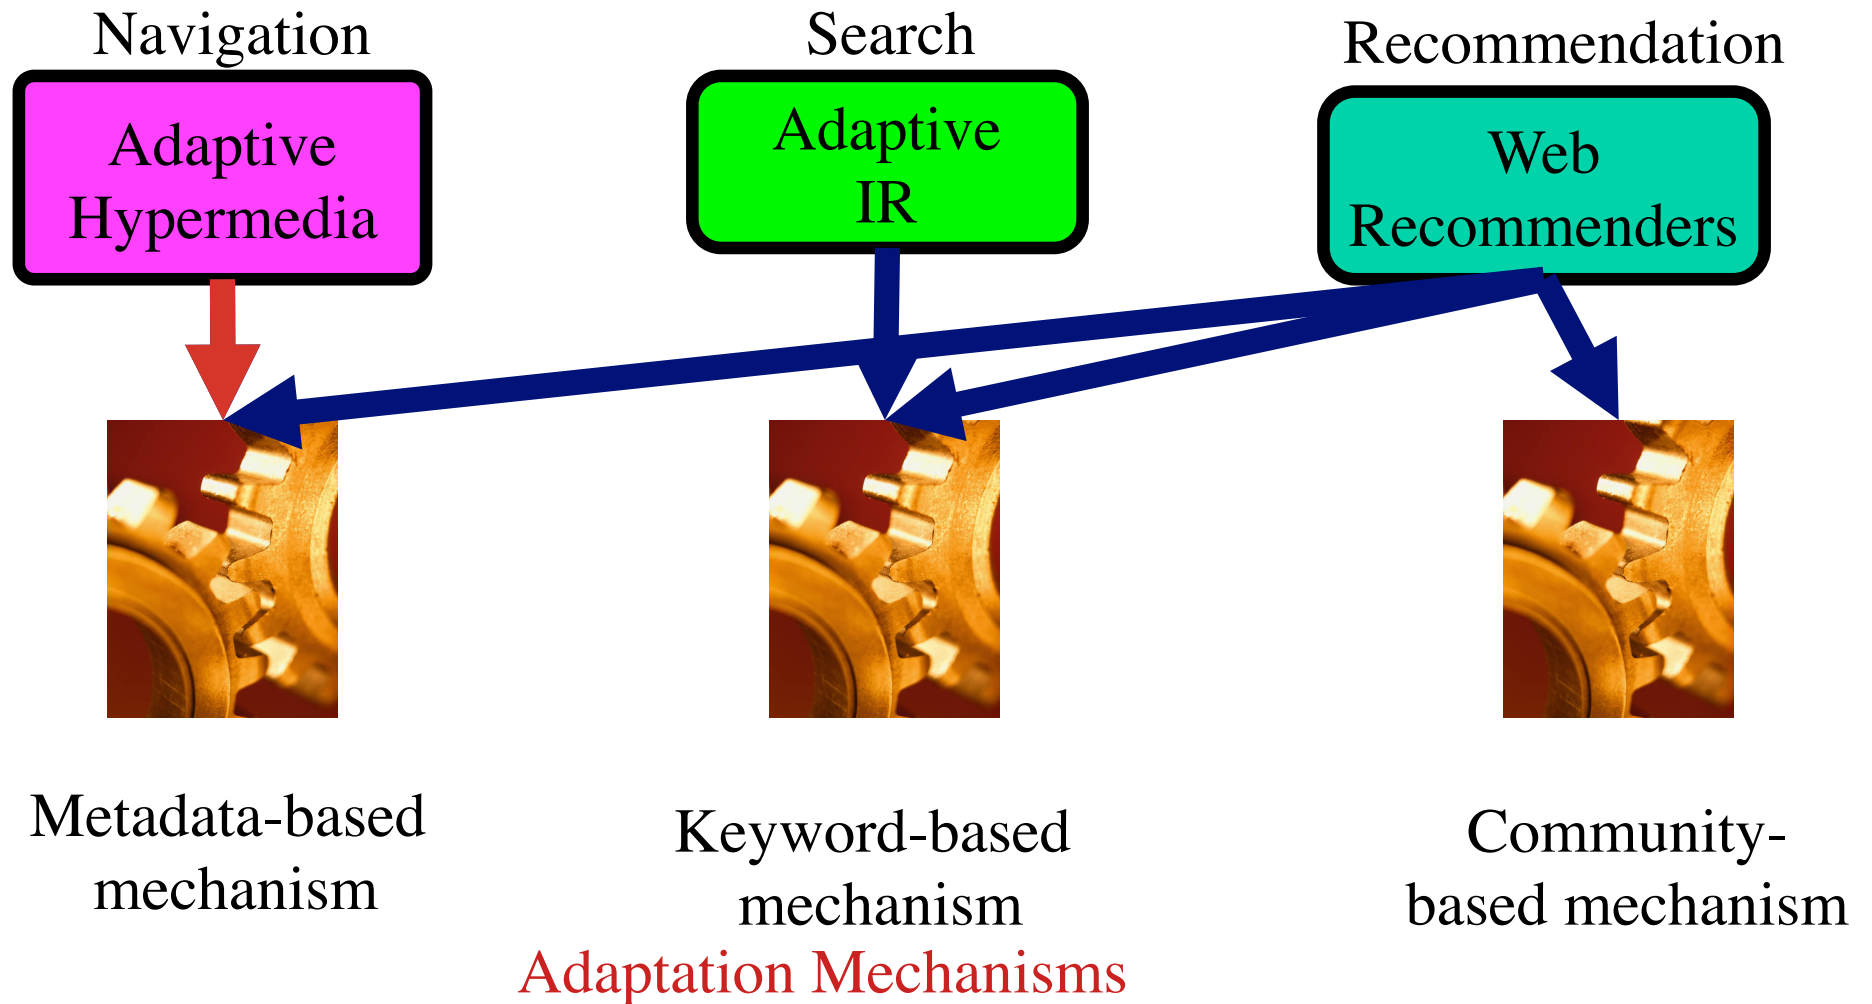 Navigation
Search
Recommendation
Adaptive
Hypermedia
Adaptive
IR
Web
Recommenders
Metadata-based
mechanism
Keyword-based
mechanism
Community-
based mechanism
Adaptation Mechanisms